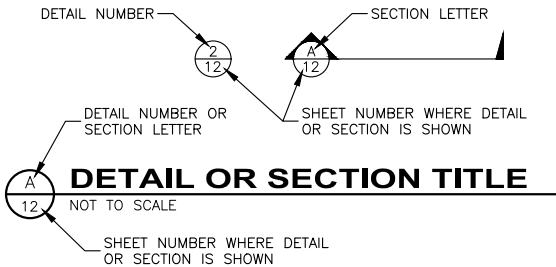 DETAIL NUMBER
SECTION LETTER
2
12
A
12
SHEET NUMBER WHERE DETAIL
OR SECTION IS SHOWN
DETAIL NUMBER OR
SECTION LETTER
A
12
DETAIL OR SECTION TITLE
NOT TO SCALE
SHEET NUMBER WHERE DETAIL
OR SECTION IS SHOWN